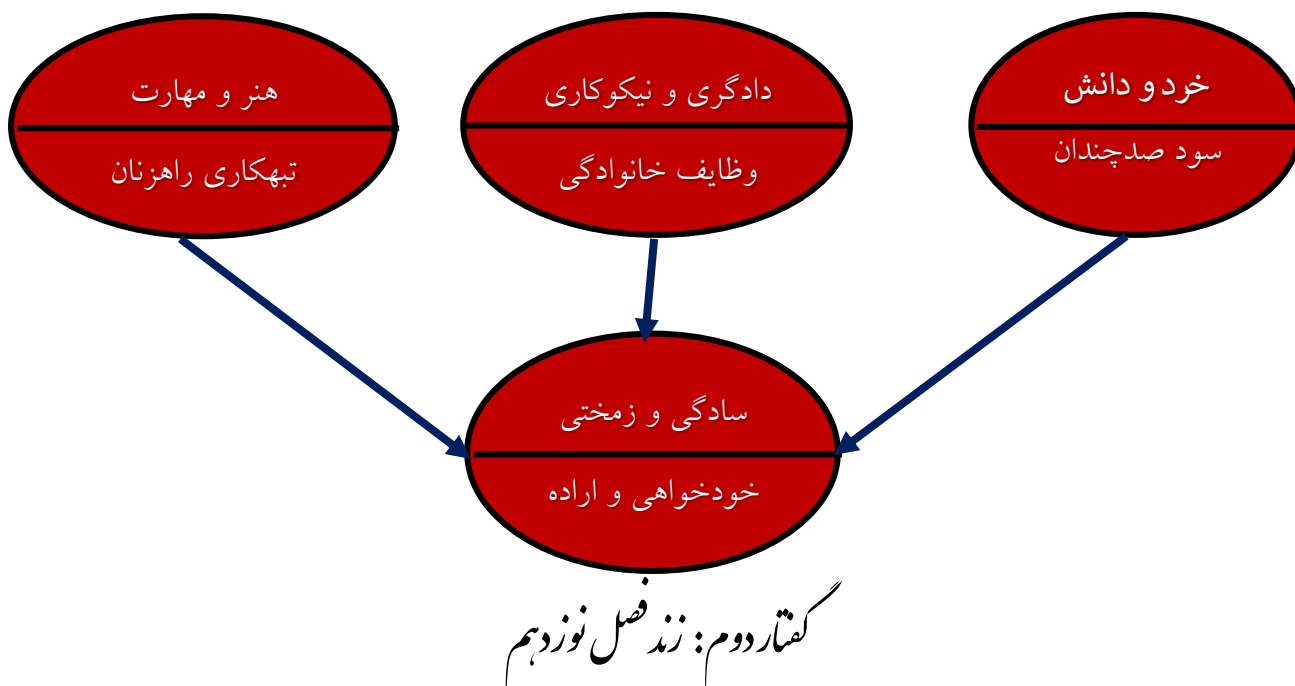 خرد و دانش
سود صدچندان
دادگری و نیکوکاری
وظایف خانوادگی
هنر و مهارت
تبهکاری راهزنان
سادگی و زمختی
خودخواهی و اراده
گفتار دوم: زند فصل نوزدهم